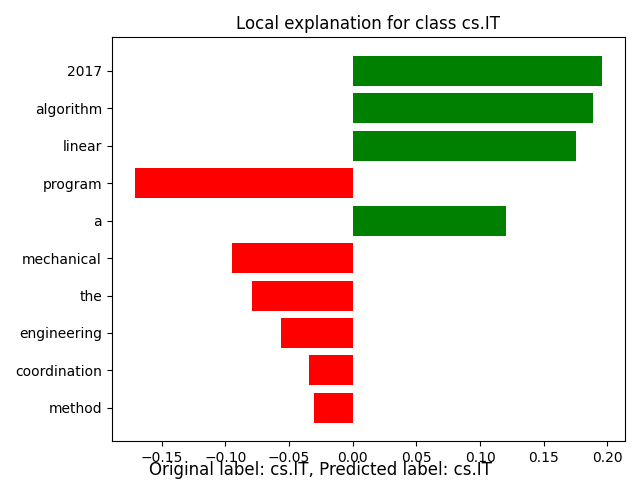 Local explanation for class cs.IT
2017
algorithm
linear
program
a
mechanical
the
engineering
coordination
method
−0.15 −0.10 −0.05 0.00 0.05 0.10 0.15 0.20
Original label: cs.IT, Predicted label: cs.IT